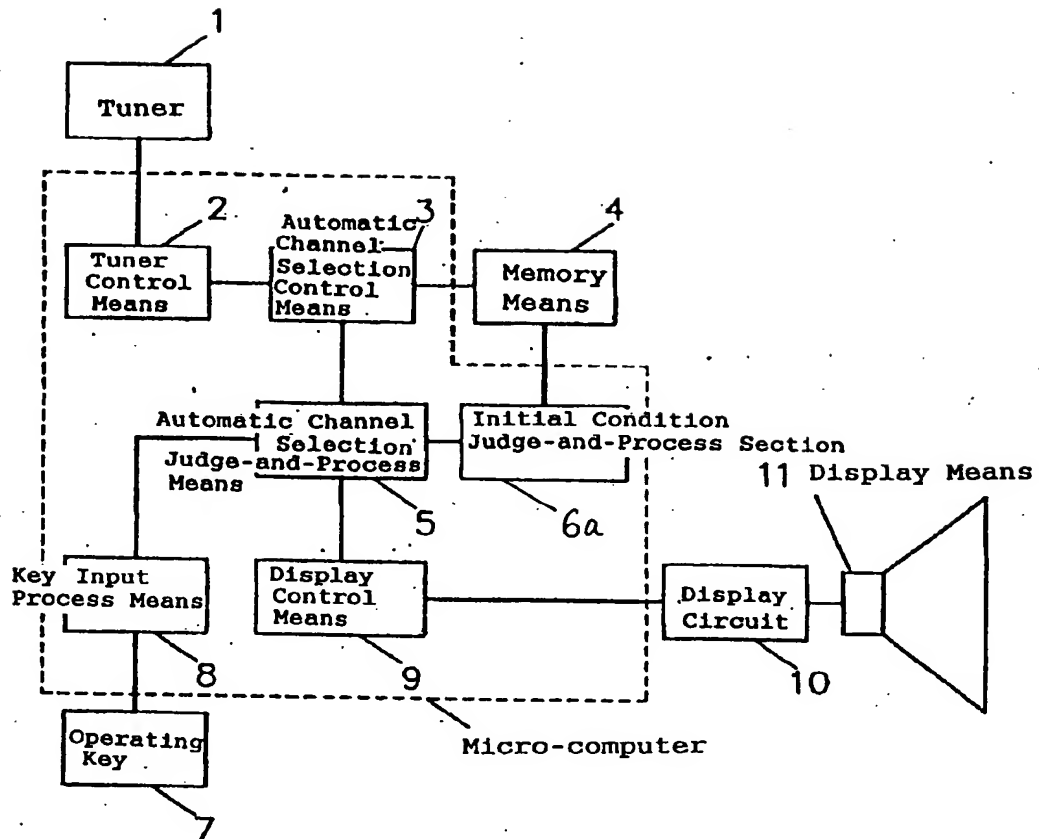 1
Tuner
2
Tuner
Control
Means
Automatic
Channel
Selection
Control
Means
3
4
Memory
Means
Automatic Channel
Selection
Judge-and-Process
Means
5
Initial Condition
Judge-and-Process Section
6a
11 Display Means
Key Input
Process Means
8
Display
Control
Means
9
Display
Circuit
10
Operating
Key
7
Micro-computer